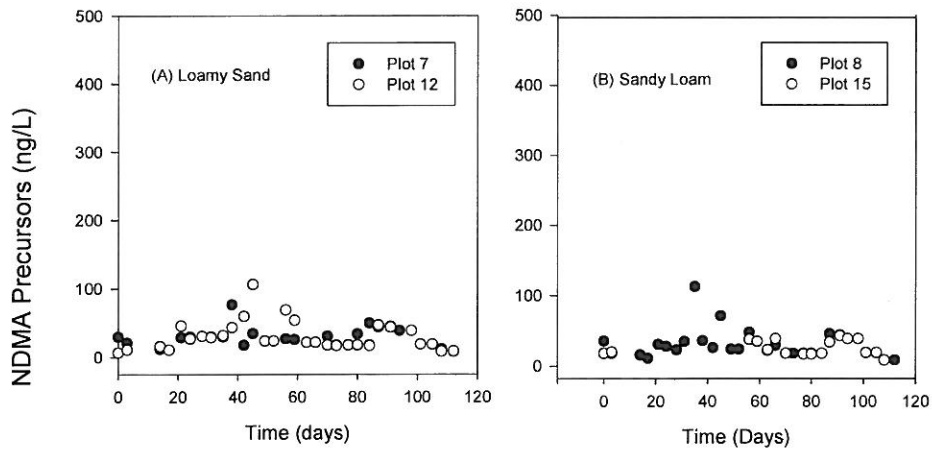 NDMA Precursors (ng/L)
500
400
300
200
100
0
(A) Loamy Sand
Plot 7
Plot 12
0 20 40 60 80 100 120
Time (days)
500
400
300
200
100
0
(B) Sandy Loam
Plot 8
Plot 15
0 20 40 60 80 100 120
Time (Days)